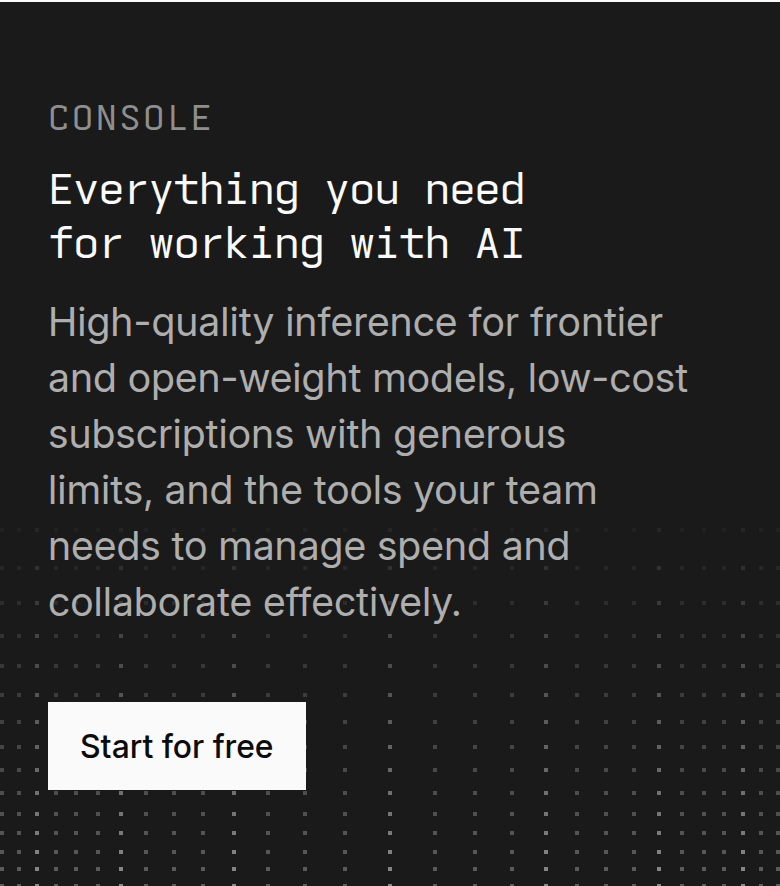 CONSOLE
Everything you need
for working with AI
High-quality inference for frontier
and open-weight models, low-cost
subscriptions with generous
limits, and the tools your team
needs to manage spend and
collaborate effectively.
Start for free